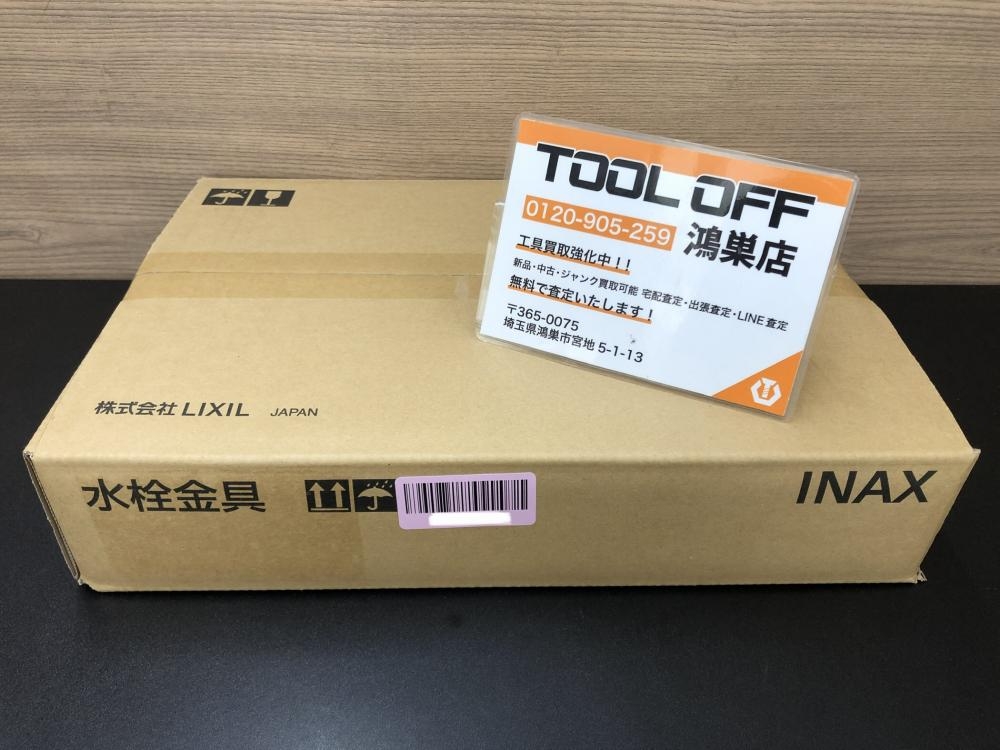 TOOL OFF
0120-905-259 鴻巣店
工具買取強化中!!
新品・中古・ジャンク買取可能 宅配査定・出張査定・LINE査定
無料で査定いたします!
〒365-0075
埼玉県鴻巣市宮地 5-1-13
株式会社 LIXIL JAPAN
水栓金具
INAX